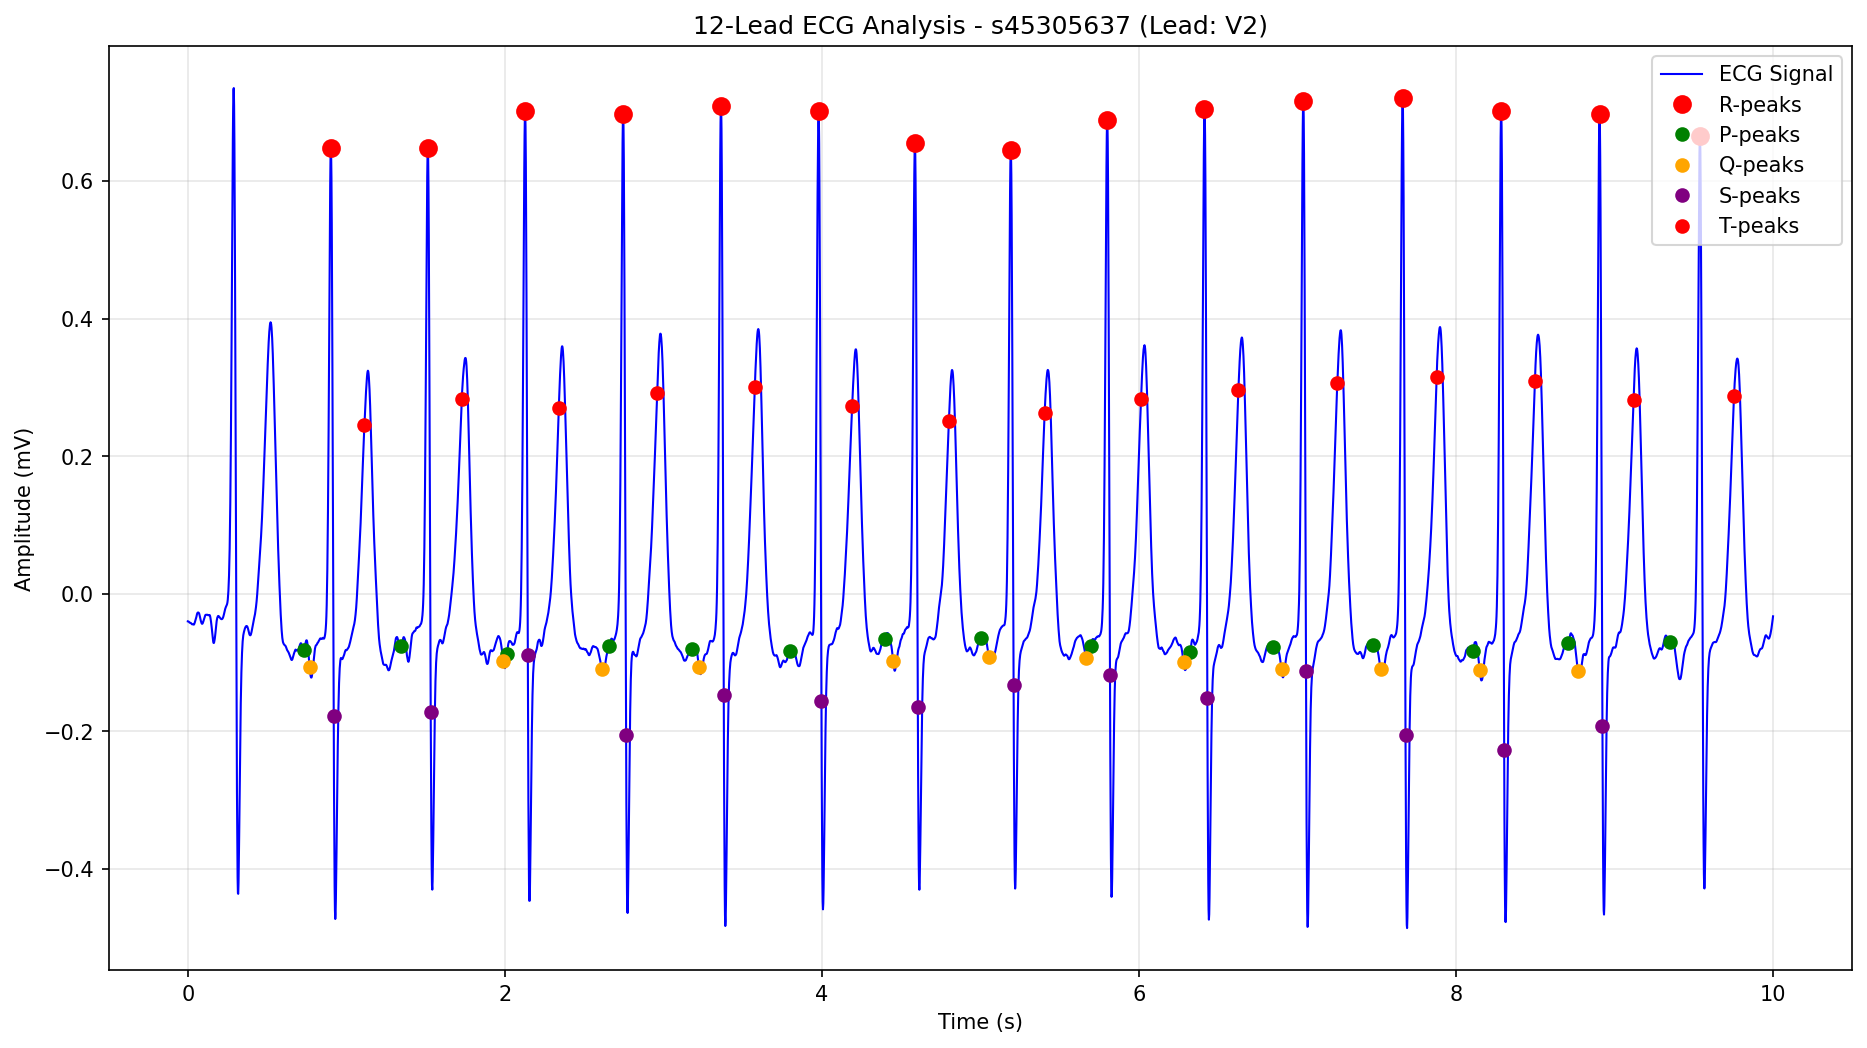 12-Lead ECG Analysis - s45305637 (Lead: V2)
ECG Signal
R-peaks
P-peaks
Q-peaks
S-peaks
T-peaks
Amplitude (mV)
0.6
0.4
0.2
0.0
−0.2
−0.4
0 2 4 6 8 10
Time (s)